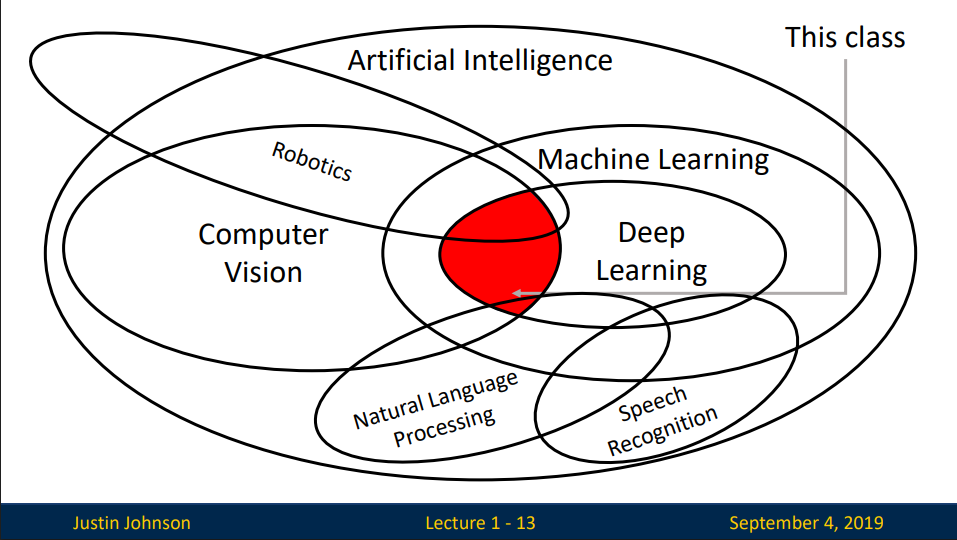 This class
Artificial Intelligence
Robotics
Machine Learning
Computer
Vision
Deep
Learning
Natural Language
Processing
Speech
Recognition
Justin Johnson
Lecture 1 - 13
September 4, 2019